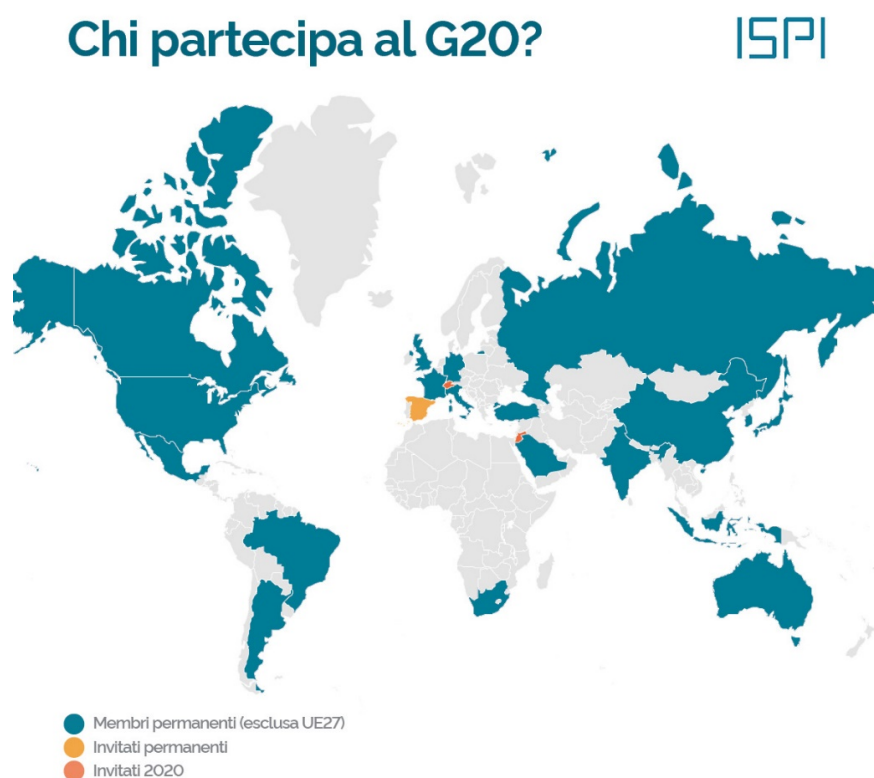 Chi partecipa al G20?
ISPI
Membri permanenti (esclusa UE27)
Invitati permanenti
Invitati 2020